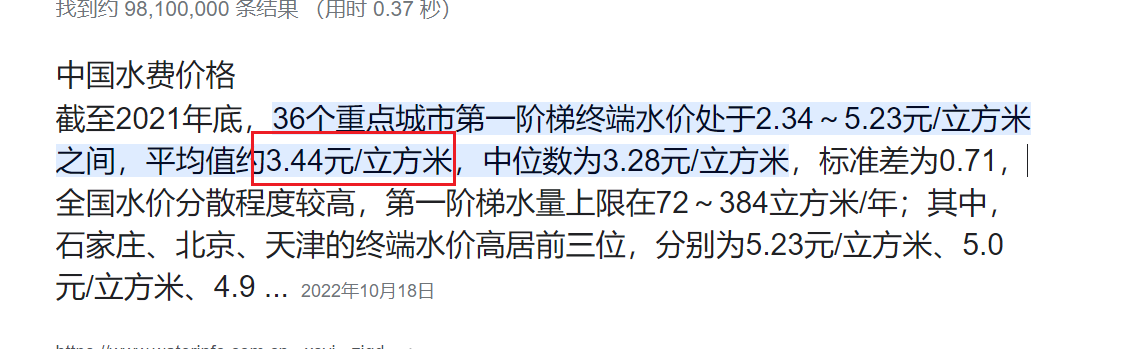 找到约 98,100,000 条结果 （用时 0.37 秒）
中国水费价格
截至2021年底，36个重点城市第一阶梯终端水价处于2.34～5.23元/立方米
之间，平均值约3.44元/立方米，中位数为3.28元/立方米，标准差为0.71，
全国水价分散程度较高，第一阶梯水量上限在72～384立方米/年；其中，
石家庄、北京、天津的终端水价高居前三位，分别为5.23元/立方米、5.0
元/立方米、4.9 ... 2022年10月18日